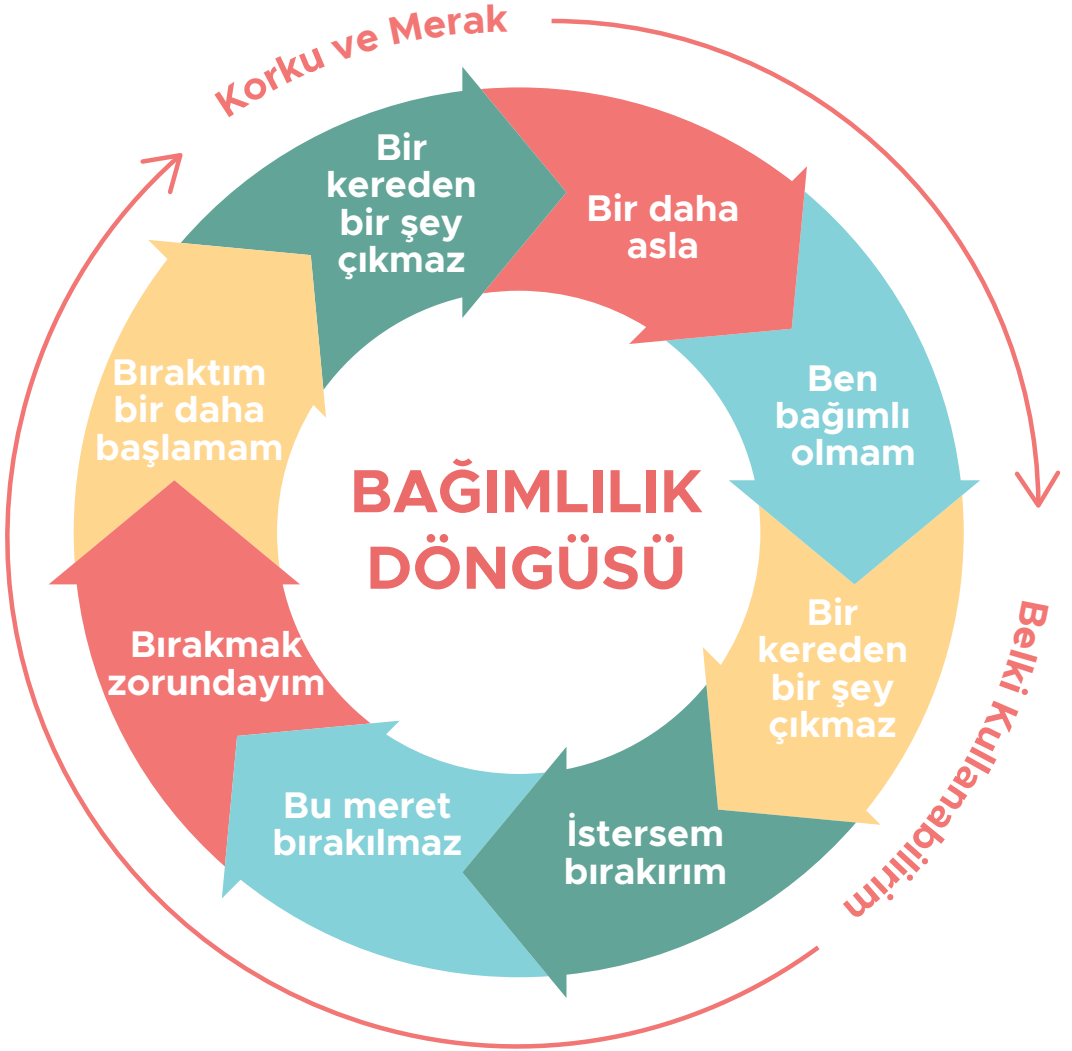 Korku ve Merak
Bir
kereden
bir şey
çıkmaz
Bir daha
asla
Ben
bağımlı
olmam
Bir
kereden
bir şey
çıkmaz
Belki Kullanabilirim
İstersem
bırakırım
Bu meret
bırakılmaz
Bırakmak
zorundayım
Bıraktım
bir daha
başlamam
BAĞIMLILIK
DÖNGÜSÜ